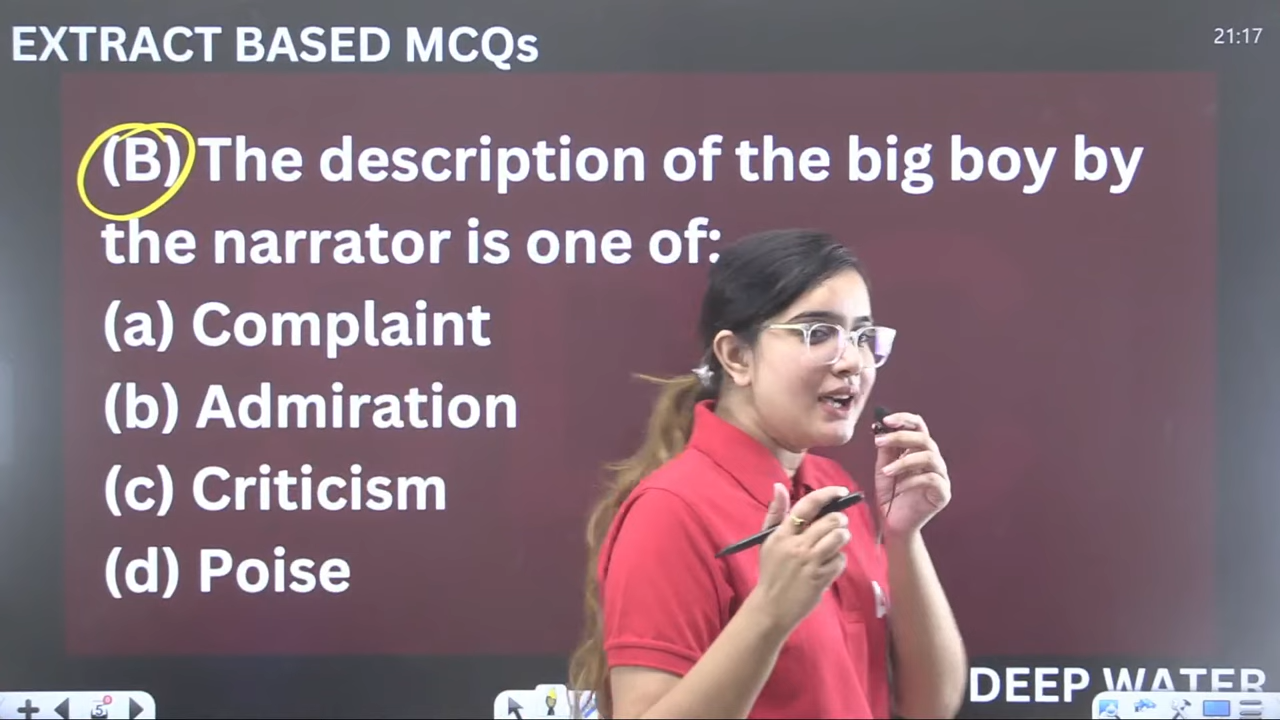 EXTRACT BASED MCQs
21:17
(B) The description of the big boy by
the narrator is one of:
(a) Complaint
(b) Admiration
(c) Criticism
(d) Poise
DEEP WATER